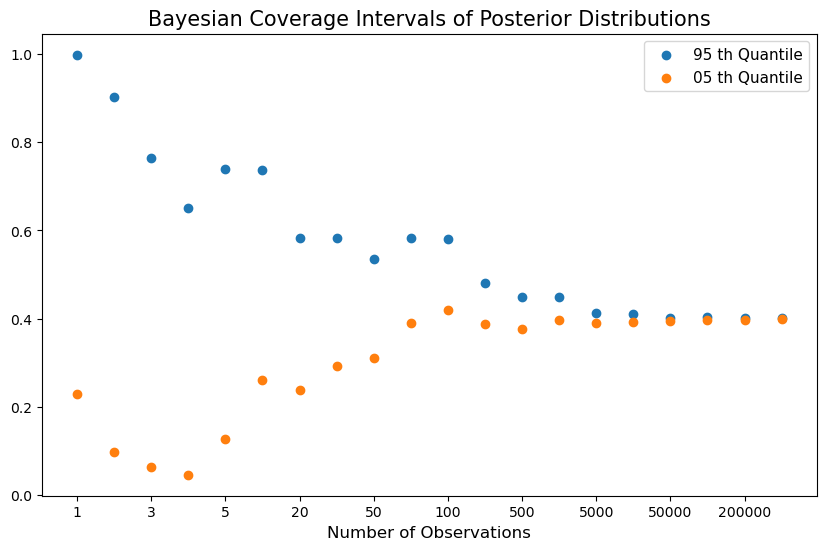 Bayesian Coverage Intervals of Posterior Distributions
95 th Quantile
05 th Quantile
1.0
0.8
0.6
0.4
0.2
0.0
1 3 5 20 50 100 500 5000 50000 200000
Number of Observations